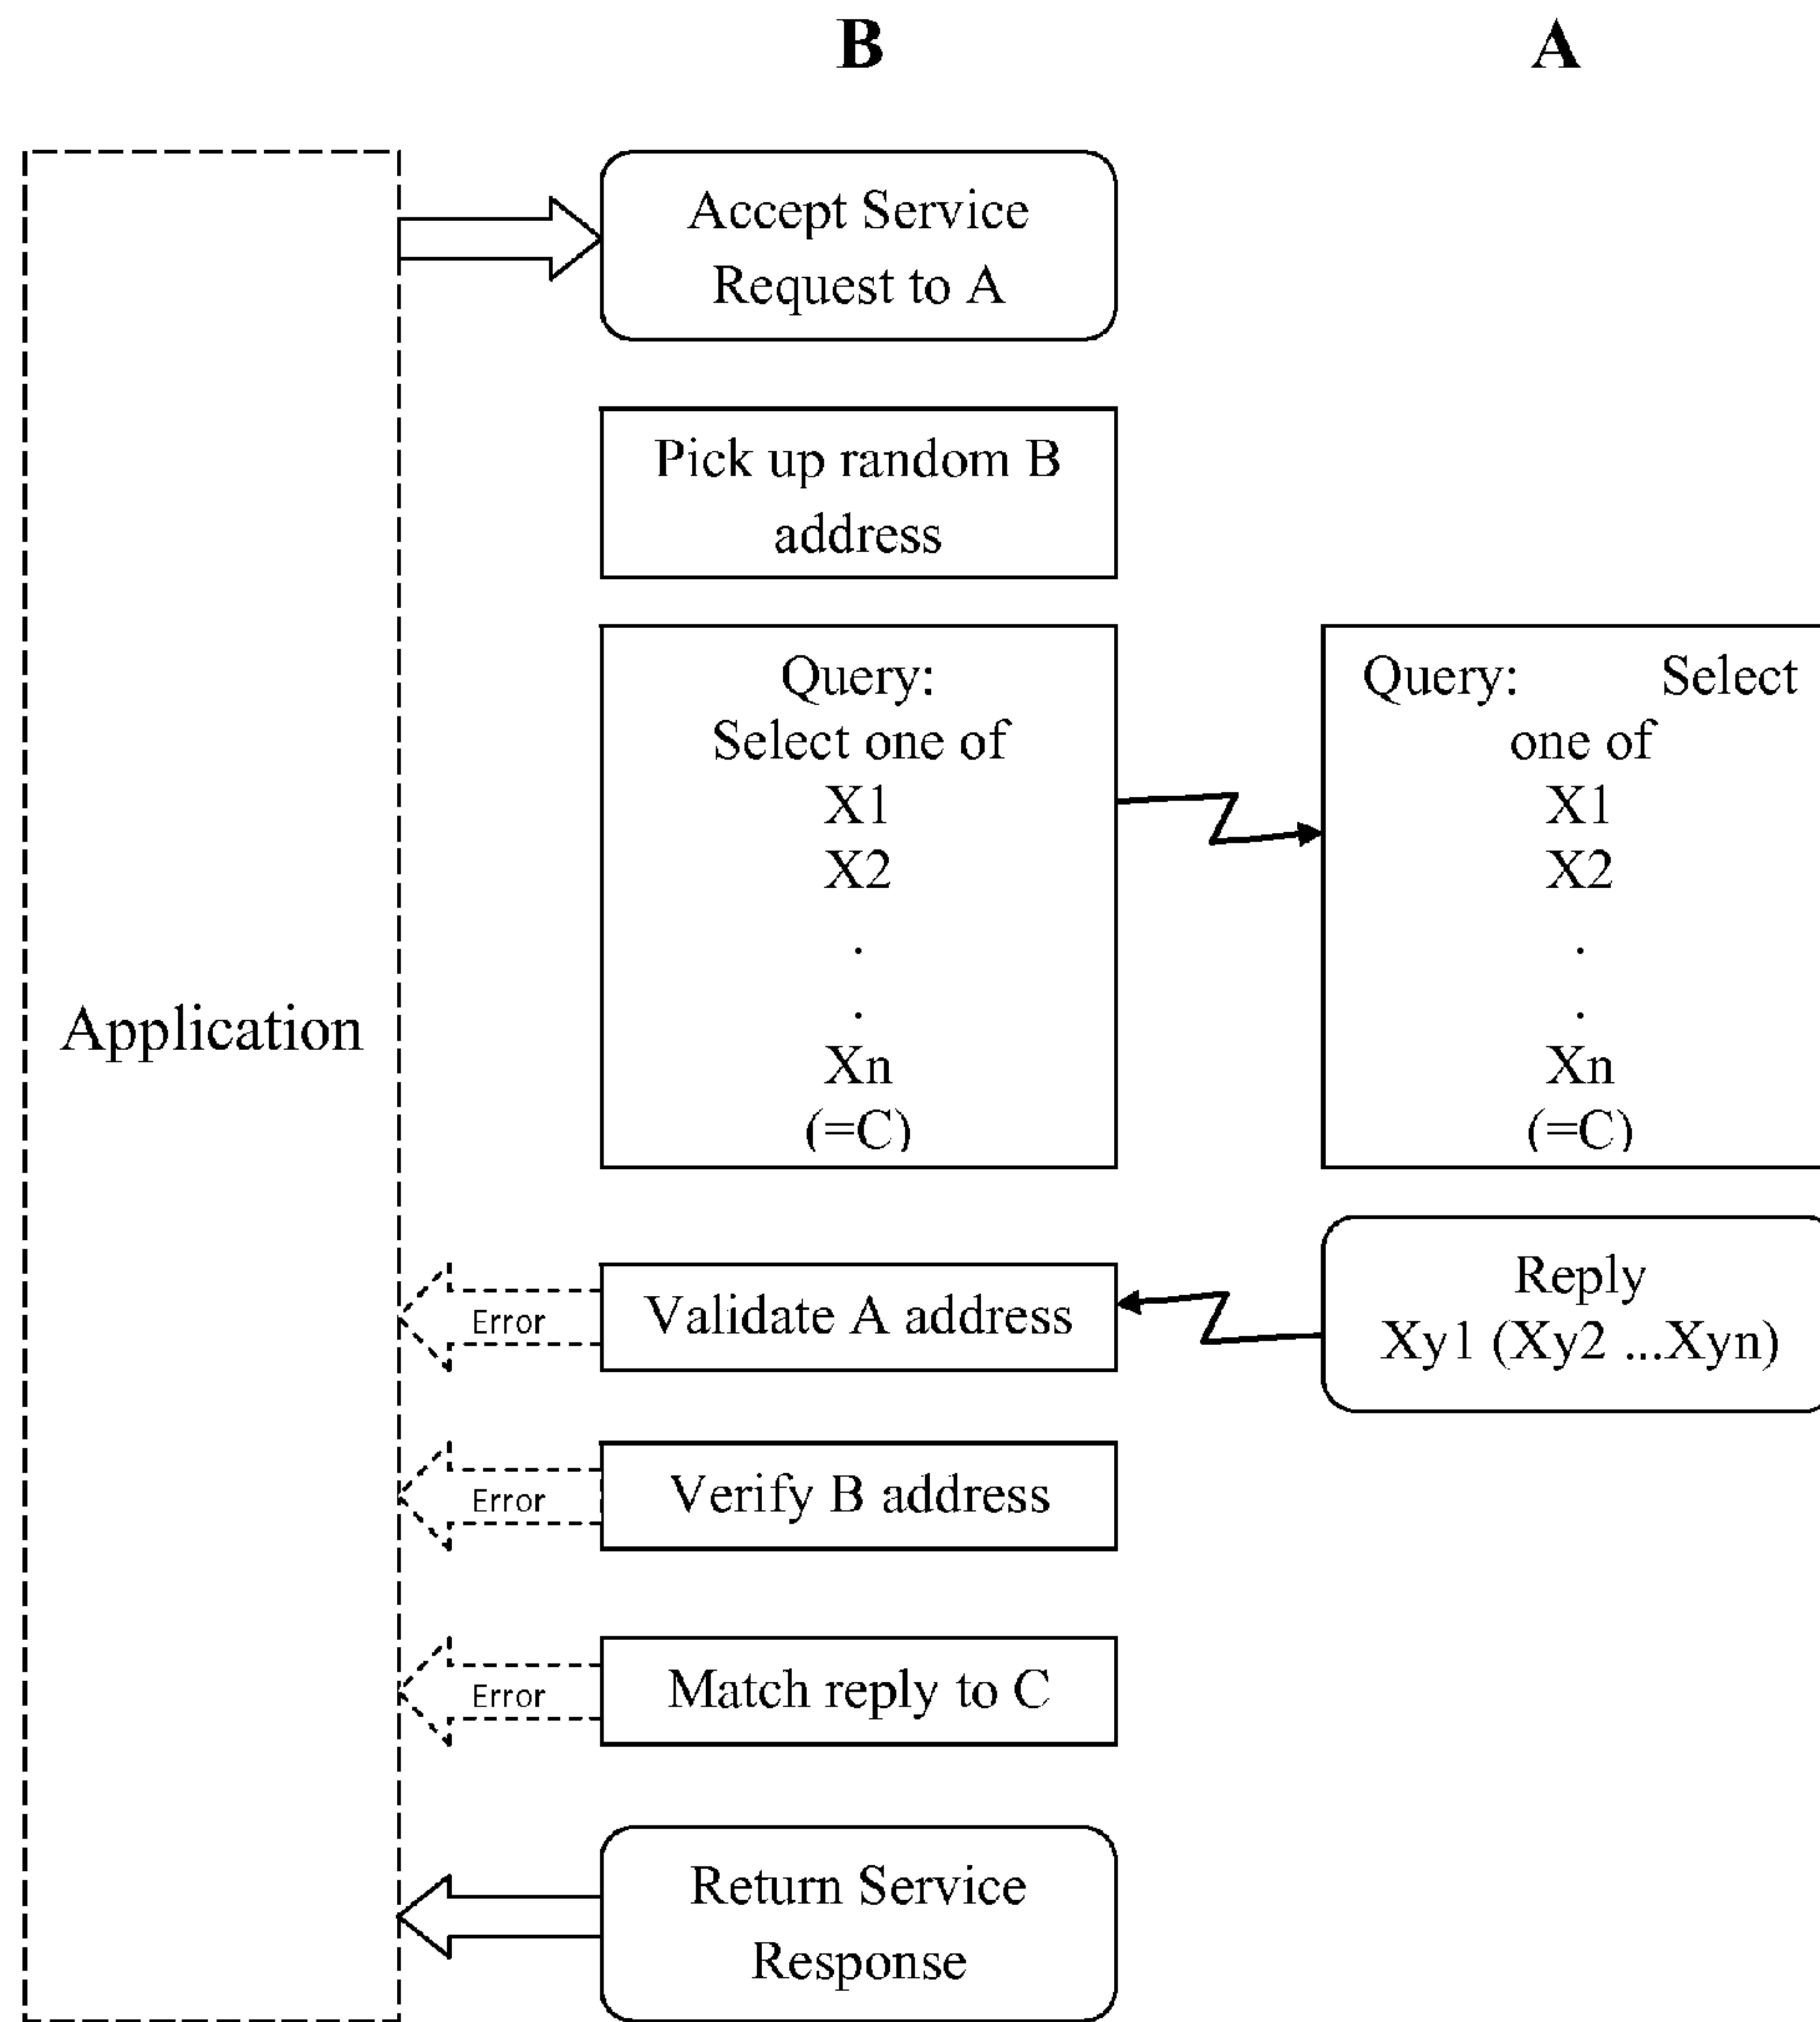 B
A
Accept Service
Request to A
Pick up random B
address
Query:
Select one of
X1
X2
.
.
Xn
(=C)
Query: Select
one of
X1
X2
.
.
Xn
(=C)
Application
Reply
Xy1 (Xy2 ...Xyn)
Error
Validate A address
Error
Verify B address
Error
Match reply to C
Return Service
Response